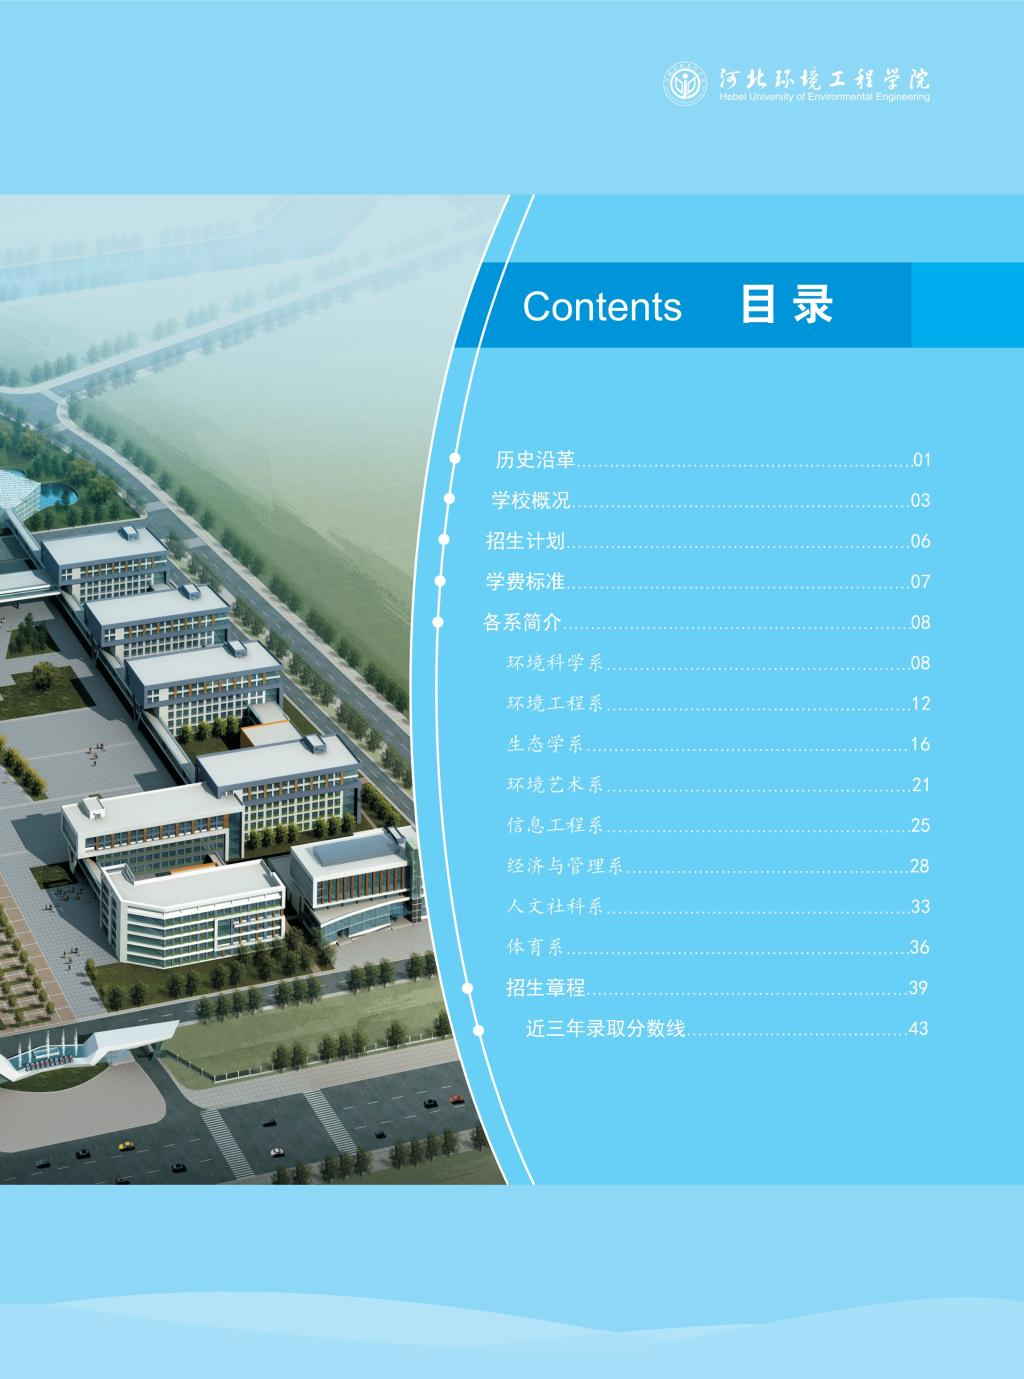 河北环境工程学院
Hebei University of Environmental Engineering
Contents 目录
历史沿革 01
学校概况 03
招生计划 06
学费标准 07
各系简介 08
环境科学系 08
环境工程系 12
生态学系 16
环境艺术系 21
信息工程系 25
经济与管理系 28
人文社科系 33
体育系 36
招生章程 39
近三年录取分数线 43